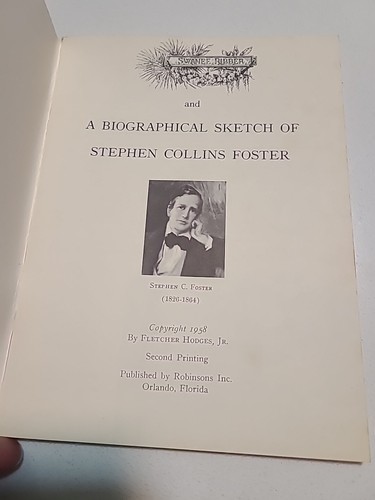 SWANEE RIBBER
and
A BIOGRAPHICAL SKETCH OF
STEPHEN COLLINS FOSTER
STEPHEN C. FOSTER
(1826-1864)
Copyright 1958
By FLETCHER HODGES, JR.
Second Printing
Published by Robinsons Inc.
Orlando, Florida